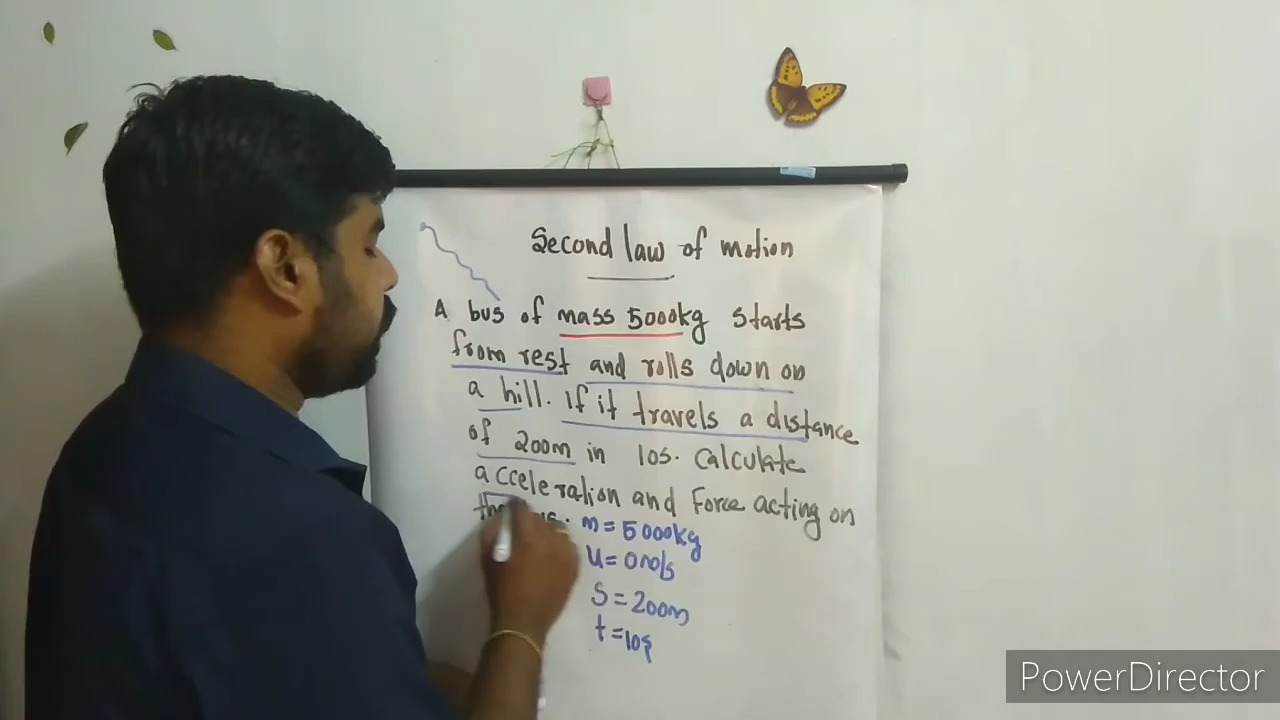 Second law of motion
A bus of mass 5000kg starts
from rest and rolls down on
a hill. If it travels a distance
of 200m in 10s. Calculate
acceleration and Force acting on
m = 5000kg
u = 0m/s
S = 200m
t = 10s
PowerDirector